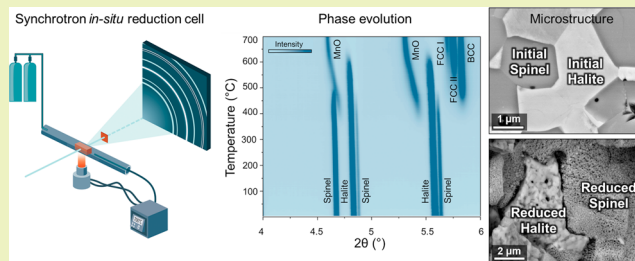 Synchrotron in-situ reduction cell
Phase evolution
Microstructure
Intensity
MnO
MnO
FCC I
FCC II
BCC
Temperature (°C)
700
600
500
400
300
200
100
Spinel
Halite
Spinel
Halite
Spinel
4
4.5
5
5.5
6
2θ (°)
Initial
Spinel
Initial
Halite
1 µm
Reduced
Spinel
Reduced
Halite
2 µm